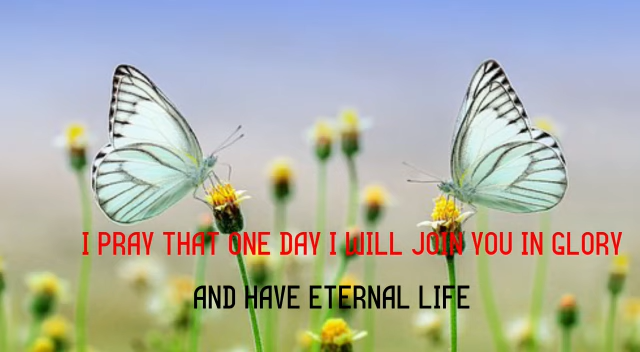 I PRAY THAT ONE DAY I WILL JOIN YOU IN GLORY
AND HAVE ETERNAL LIFE